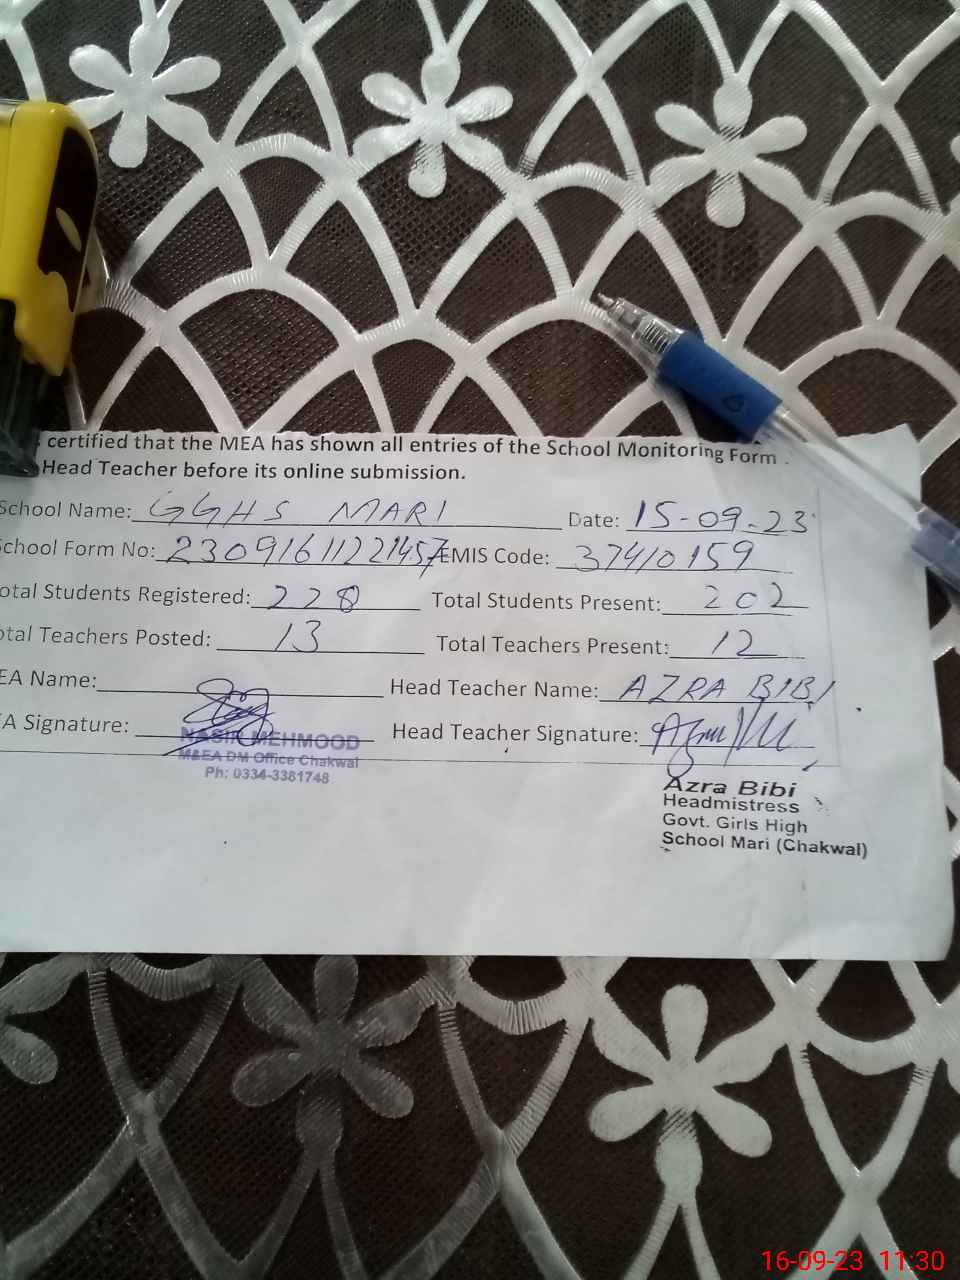 certified that the MEA has shown all entries of the School Monitoring Form
Head Teacher before its online submission.
School Name: GGHS MARI Date: 15-09-23
School Form No: 23091611221457 EMIS Code: 37410159
otal Students Registered: 228 Total Students Present: 202
otal Teachers Posted: 13 Total Teachers Present: 12
EA Name: Head Teacher Name: AZRA BIBI
A Signature: Head Teacher Signature:
NASIR MEHMOOD
M&EA DM Office Chakwal
Ph: 0334-3381748
Azra Bibi
Headmistress
Govt. Girls High
School Mari (Chakwal)
16-09-23 11:30